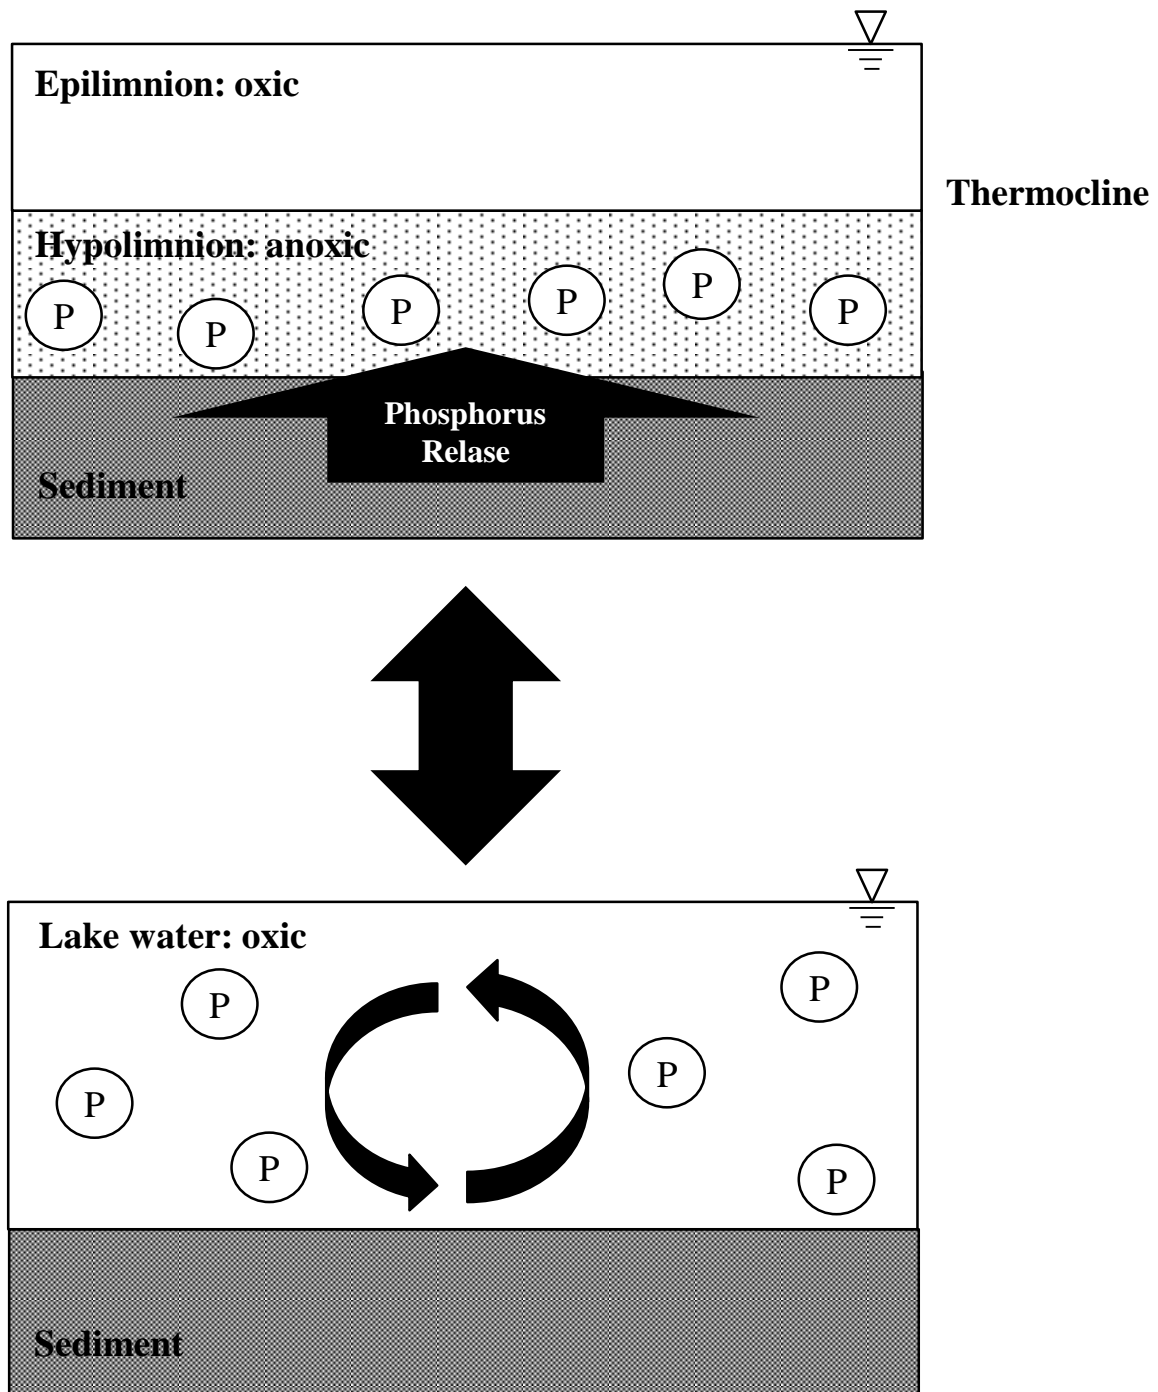 Epilimnion: oxic
Thermocline
Hypolimnion: anoxic
P
P
P
P
P
P
Phosphorus
Relase
Sediment
Lake water: oxic
P
P
P
P
P
P
Sediment